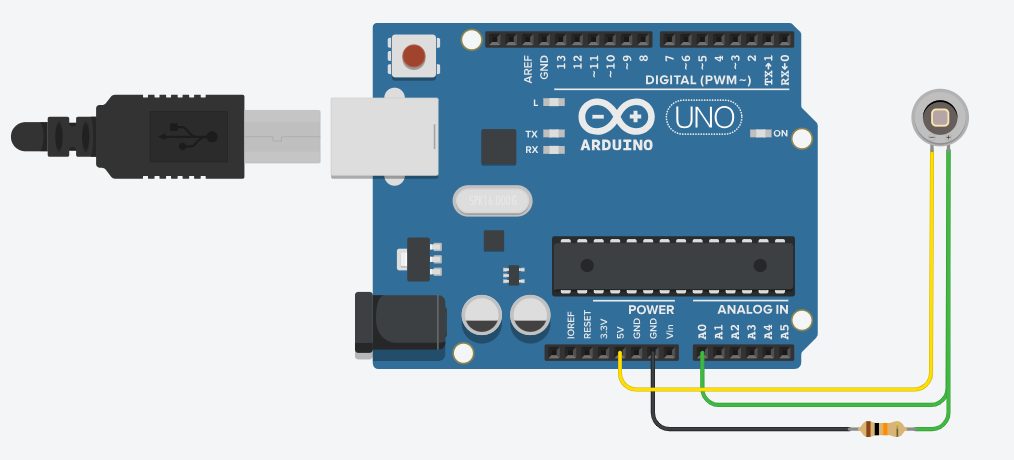 AREF
GND
13
12
~11
~10
~9
8
7
~6
~5
4
~3
2
TX→1
RX←0
DIGITAL (PWM~)
L
TX
RX
UNO
ON
ARDUINO
POWER
ANALOG IN
IOREF
RESET
3.3V
5V
GND
GND
Vin
A0
A1
A2
A3
A4
A5